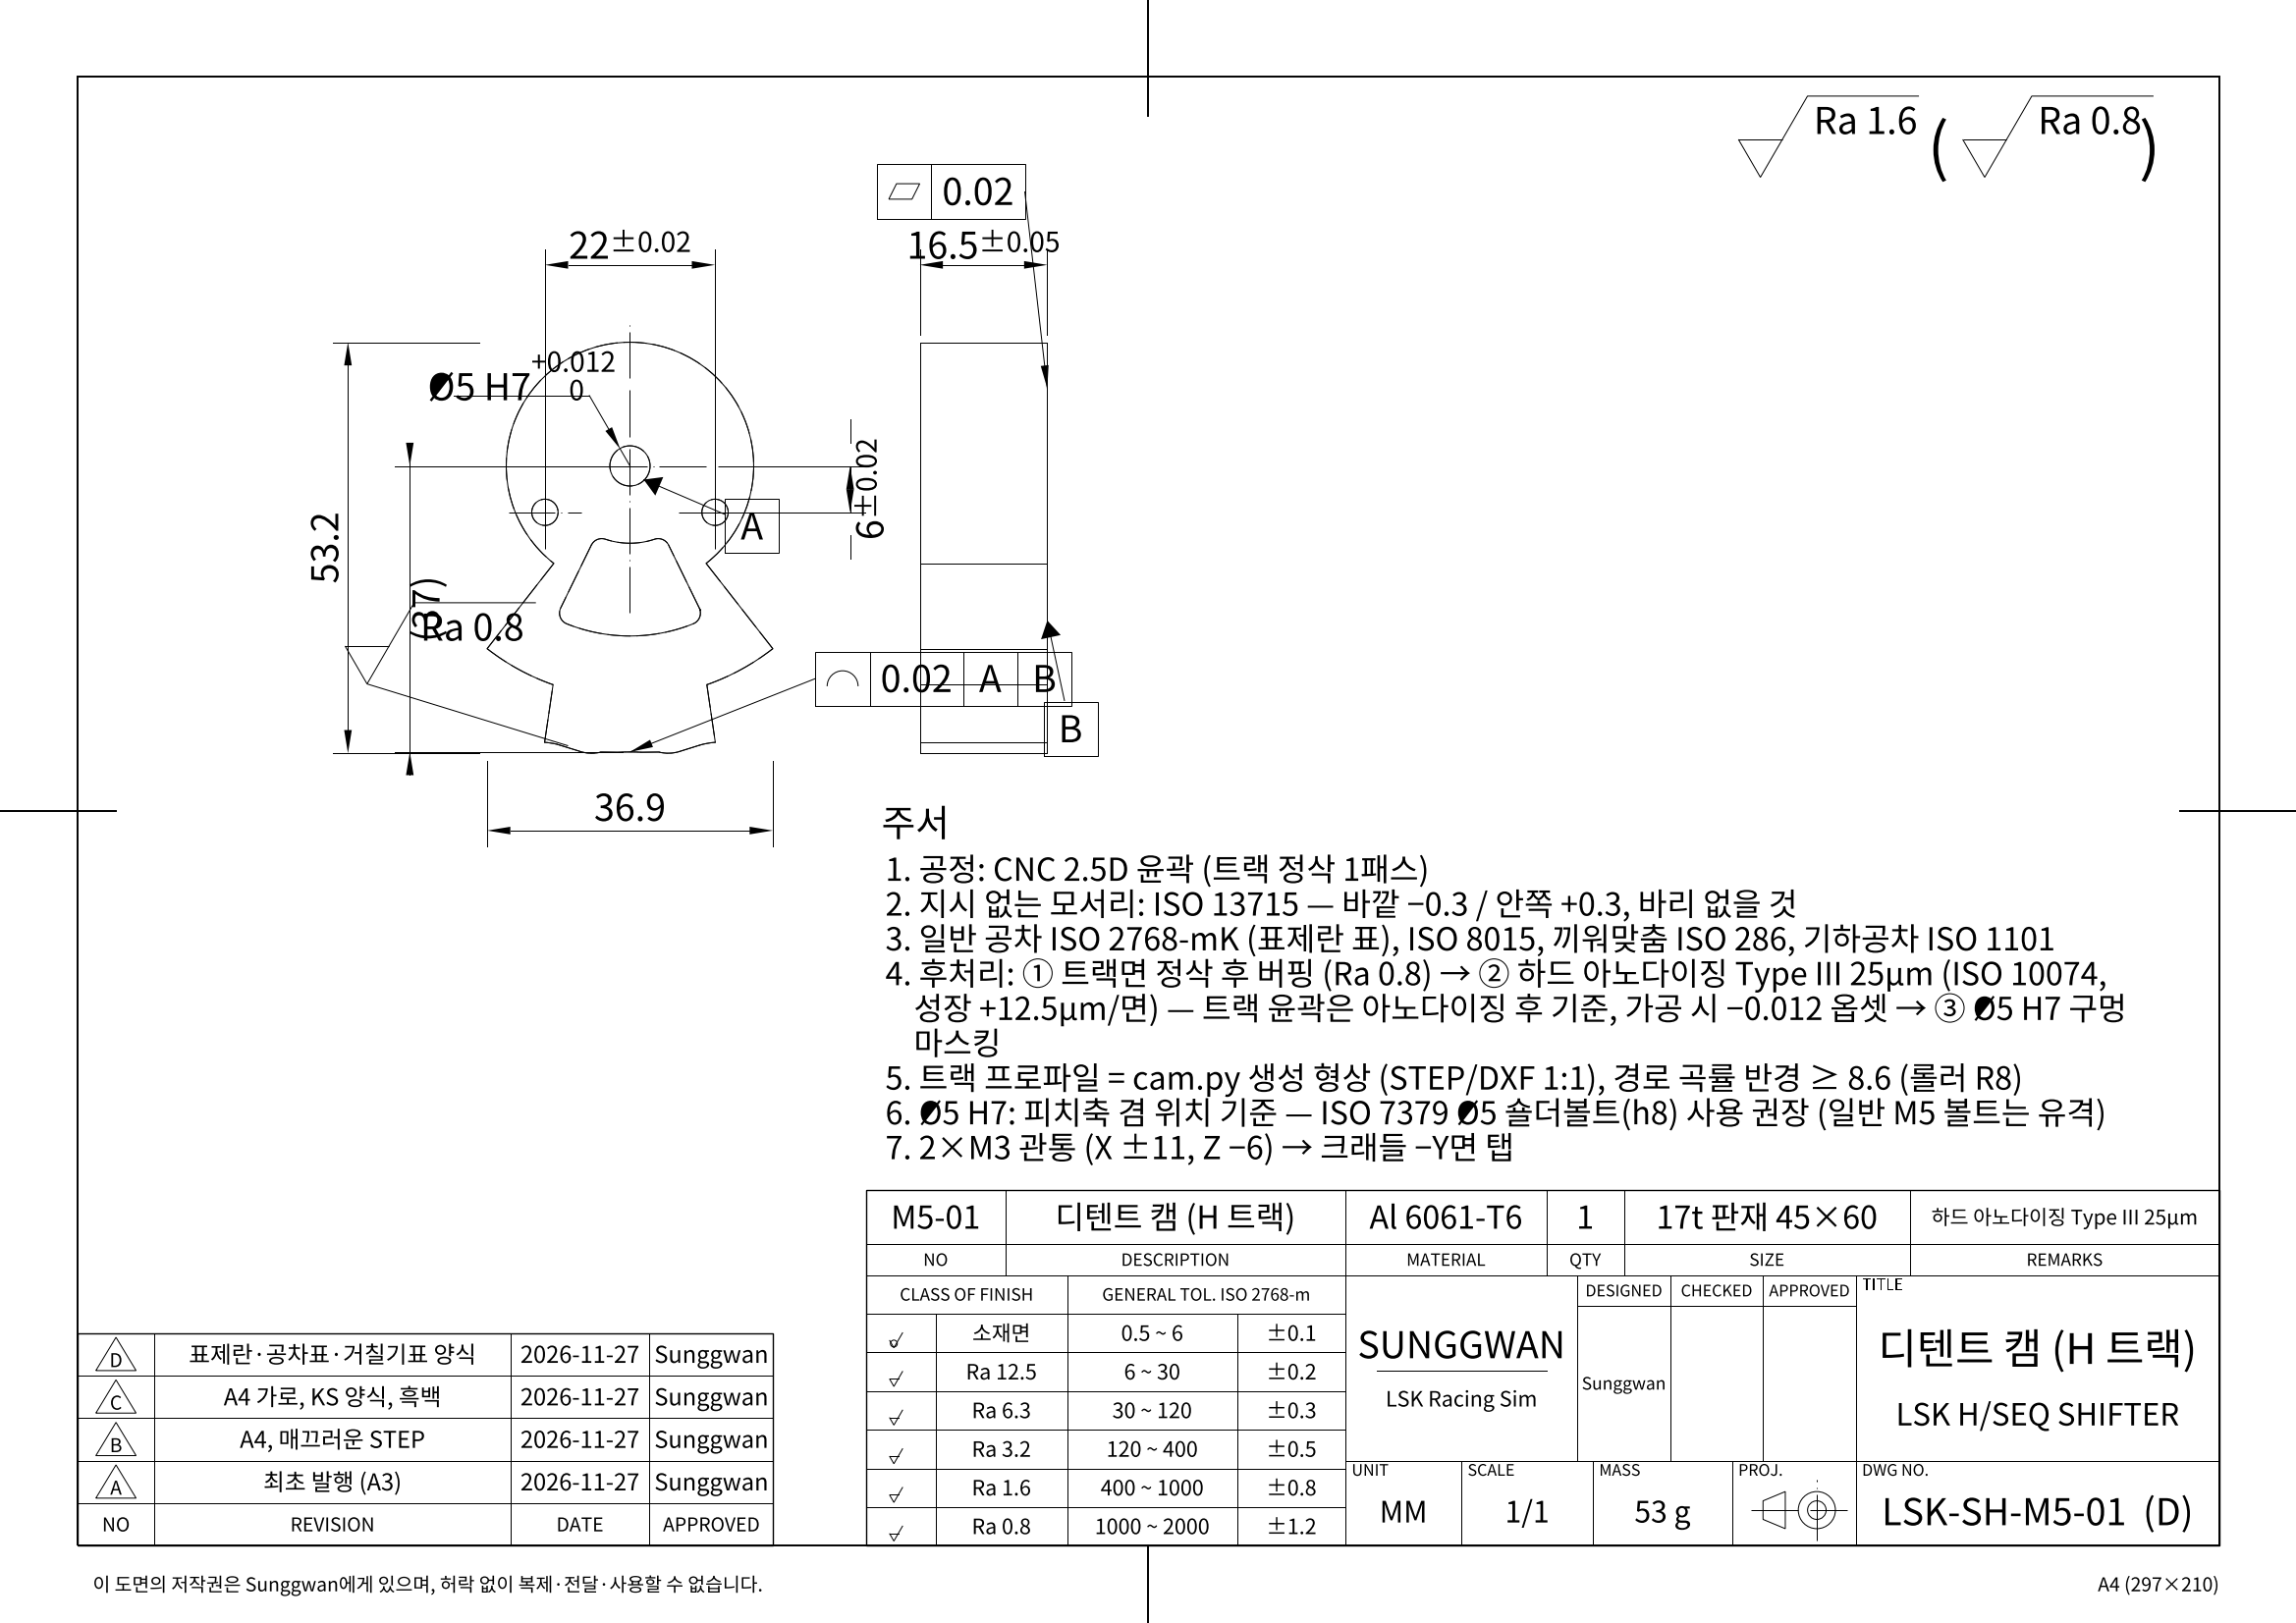 Ra 1.6 ( Ra 0.8 )
0.02
22±0.02
16.5±0.05
Ø5 H7 +0.012 0
6±0.02
A
53.2
(37)
Ra 0.8
0.02 A B
B
36.9
주서
1. 공정: CNC 2.5D 윤곽 (트랙 정삭 1패스)
2. 지시 없는 모서리: ISO 13715 — 바깥 −0.3 / 안쪽 +0.3, 바리 없을 것
3. 일반 공차 ISO 2768-mK (표제란 표), ISO 8015, 끼워맞춤 ISO 286, 기하공차 ISO 1101
4. 후처리: ① 트랙면 정삭 후 버핑 (Ra 0.8) → ② 하드 아노다이징 Type III 25µm (ISO 10074,
성장 +12.5µm/면) — 트랙 윤곽은 아노다이징 후 기준, 가공 시 −0.012 옵셋 → ③ Ø5 H7 구멍
마스킹
5. 트랙 프로파일 = cam.py 생성 형상 (STEP/DXF 1:1), 경로 곡률 반경 ≥ 8.6 (롤러 R8)
6. Ø5 H7: 피치축 겸 위치 기준 — ISO 7379 Ø5 숄더볼트(h8) 사용 권장 (일반 M5 볼트는 유격)
7. 2×M3 관통 (X ±11, Z −6) → 크래들 −Y면 탭
M5-01 디텐트 캠 (H 트랙) Al 6061-T6 1 17t 판재 45×60 하드 아노다이징 Type III 25µm
NO DESCRIPTION MATERIAL QTY SIZE REMARKS
CLASS OF FINISH GENERAL TOL. ISO 2768-m
소재면 0.5 ~ 6 ±0.1
Ra 12.5 6 ~ 30 ±0.2
Ra 6.3 30 ~ 120 ±0.3
Ra 3.2 120 ~ 400 ±0.5
Ra 1.6 400 ~ 1000 ±0.8
Ra 0.8 1000 ~ 2000 ±1.2
SUNGGWAN
LSK Racing Sim
DESIGNED CHECKED APPROVED
Sunggwan
TITLE
디텐트 캠 (H 트랙)
LSK H/SEQ SHIFTER
UNIT SCALE MASS PROJ. DWG NO.
MM 1/1 53 g LSK-SH-M5-01 (D)
D 표제란·공차표·거칠기표 양식 2026-11-27 Sunggwan
C A4 가로, KS 양식, 흑백 2026-11-27 Sunggwan
B A4, 매끄러운 STEP 2026-11-27 Sunggwan
A 최초 발행 (A3) 2026-11-27 Sunggwan
NO REVISION DATE APPROVED
이 도면의 저작권은 Sunggwan에게 있으며, 허락 없이 복제·전달·사용할 수 없습니다.
A4 (297×210)